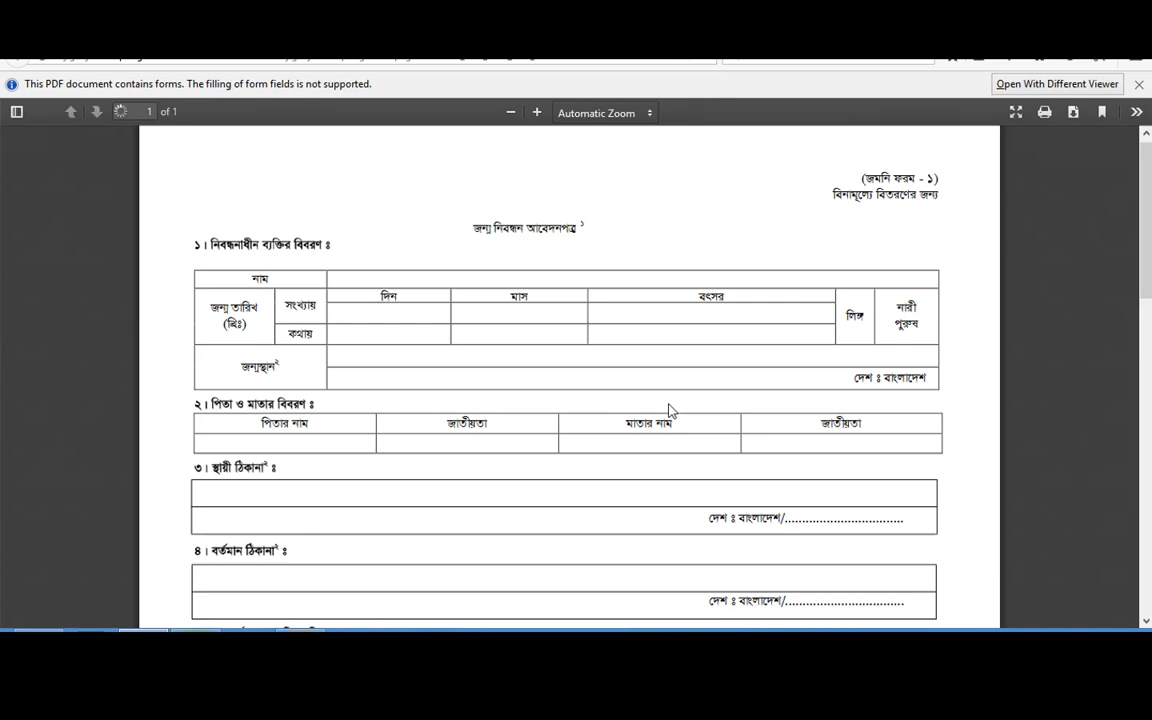 This PDF document contains forms. The filling of form fields is not supported.
Open With Different Viewer
1 of 1
Automatic Zoom
(জমনি ফরম - ১)
বিনামূল্যে বিতরণের জন্য
জন্ম নিবন্ধন আবেদনপত্র ১
১। নিবন্ধনাধীন ব্যক্তির বিবরণ ঃ
নাম
জন্ম তারিখ (খ্রিঃ) সংখ্যায় দিন মাস বৎসর লিঙ্গ নারী পুরুষ
কথায়
জন্মস্থান২
দেশ ঃ বাংলাদেশ
২। পিতা ও মাতার বিবরণ ঃ
পিতার নাম জাতীয়তা মাতার নাম জাতীয়তা
৩। স্থায়ী ঠিকানা২ ঃ
দেশ ঃ বাংলাদেশ/..................................
৪। বর্তমান ঠিকানা২ ঃ
দেশ ঃ বাংলাদেশ/..................................